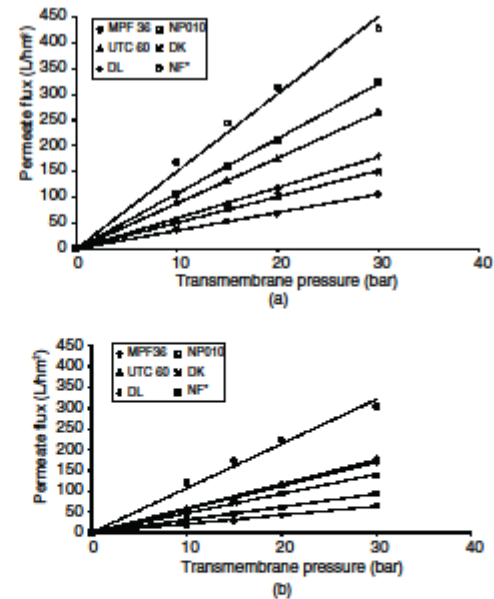 450
400
350
300
250
200
150
100
50
0
Permeate flux (L/hm²)
MPF 36 NP010
UTC 60 DK
DL NF*
0 10 20 30 40
Transmembrane pressure (bar)
(a)
450
400
350
300
250
200
150
100
50
0
Permeate flux (L/hm²)
MPF36 NP010
UTC 60 DK
DL NF*
0 10 20 30 40
Transmembrane pressure (bar)
(b)